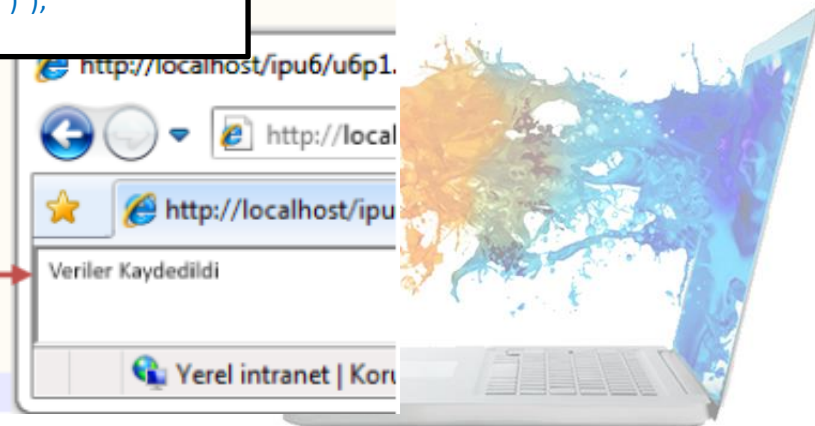 ) );
http://localhost/ipu6/u6p1.
http://local
http://localhost/ipu
Veriler Kaydedildi
Yerel intranet | Koru